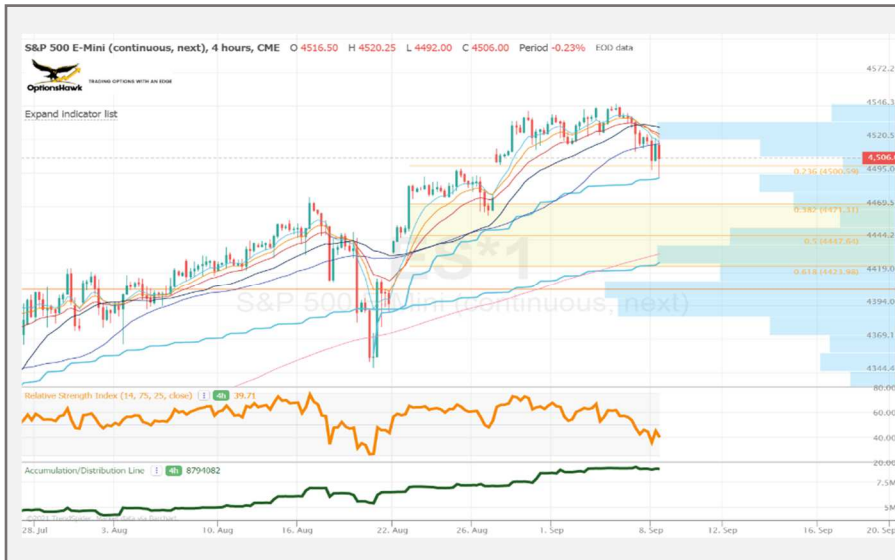 S&P 500 E-Mini (continuous, next), 4 hours, CME O 4516.50 H 4520.25 L 4492.00 C 4506.00 Period -0.23% EOD data
OptionsHawk
TRADING OPTIONS WITH AN EDGE
Expand indicator list
4572.2
4546.3
4520.5
4,506.
4495.0
0.236 (4500.59)
4469.5
0.382 (4471.31)
4444.2
0.5 (4447.64)
4419.0
0.618 (4423.98)
4394.0
4369.1
4344.4
ES*1
S&P 500 E-Mini (continuous, next)
Relative Strength Index (14, 75, 25, close) 4h 39.71
80.00
60.00
40.00
20.00
Accumulation/Distribution Line 4h 8794082
7.5M
5M
28. Jul 3. Aug 10. Aug 16. Aug 22. Aug 26. Aug 1. Sep 8. Sep 12. Sep 16. Sep 20. Sep